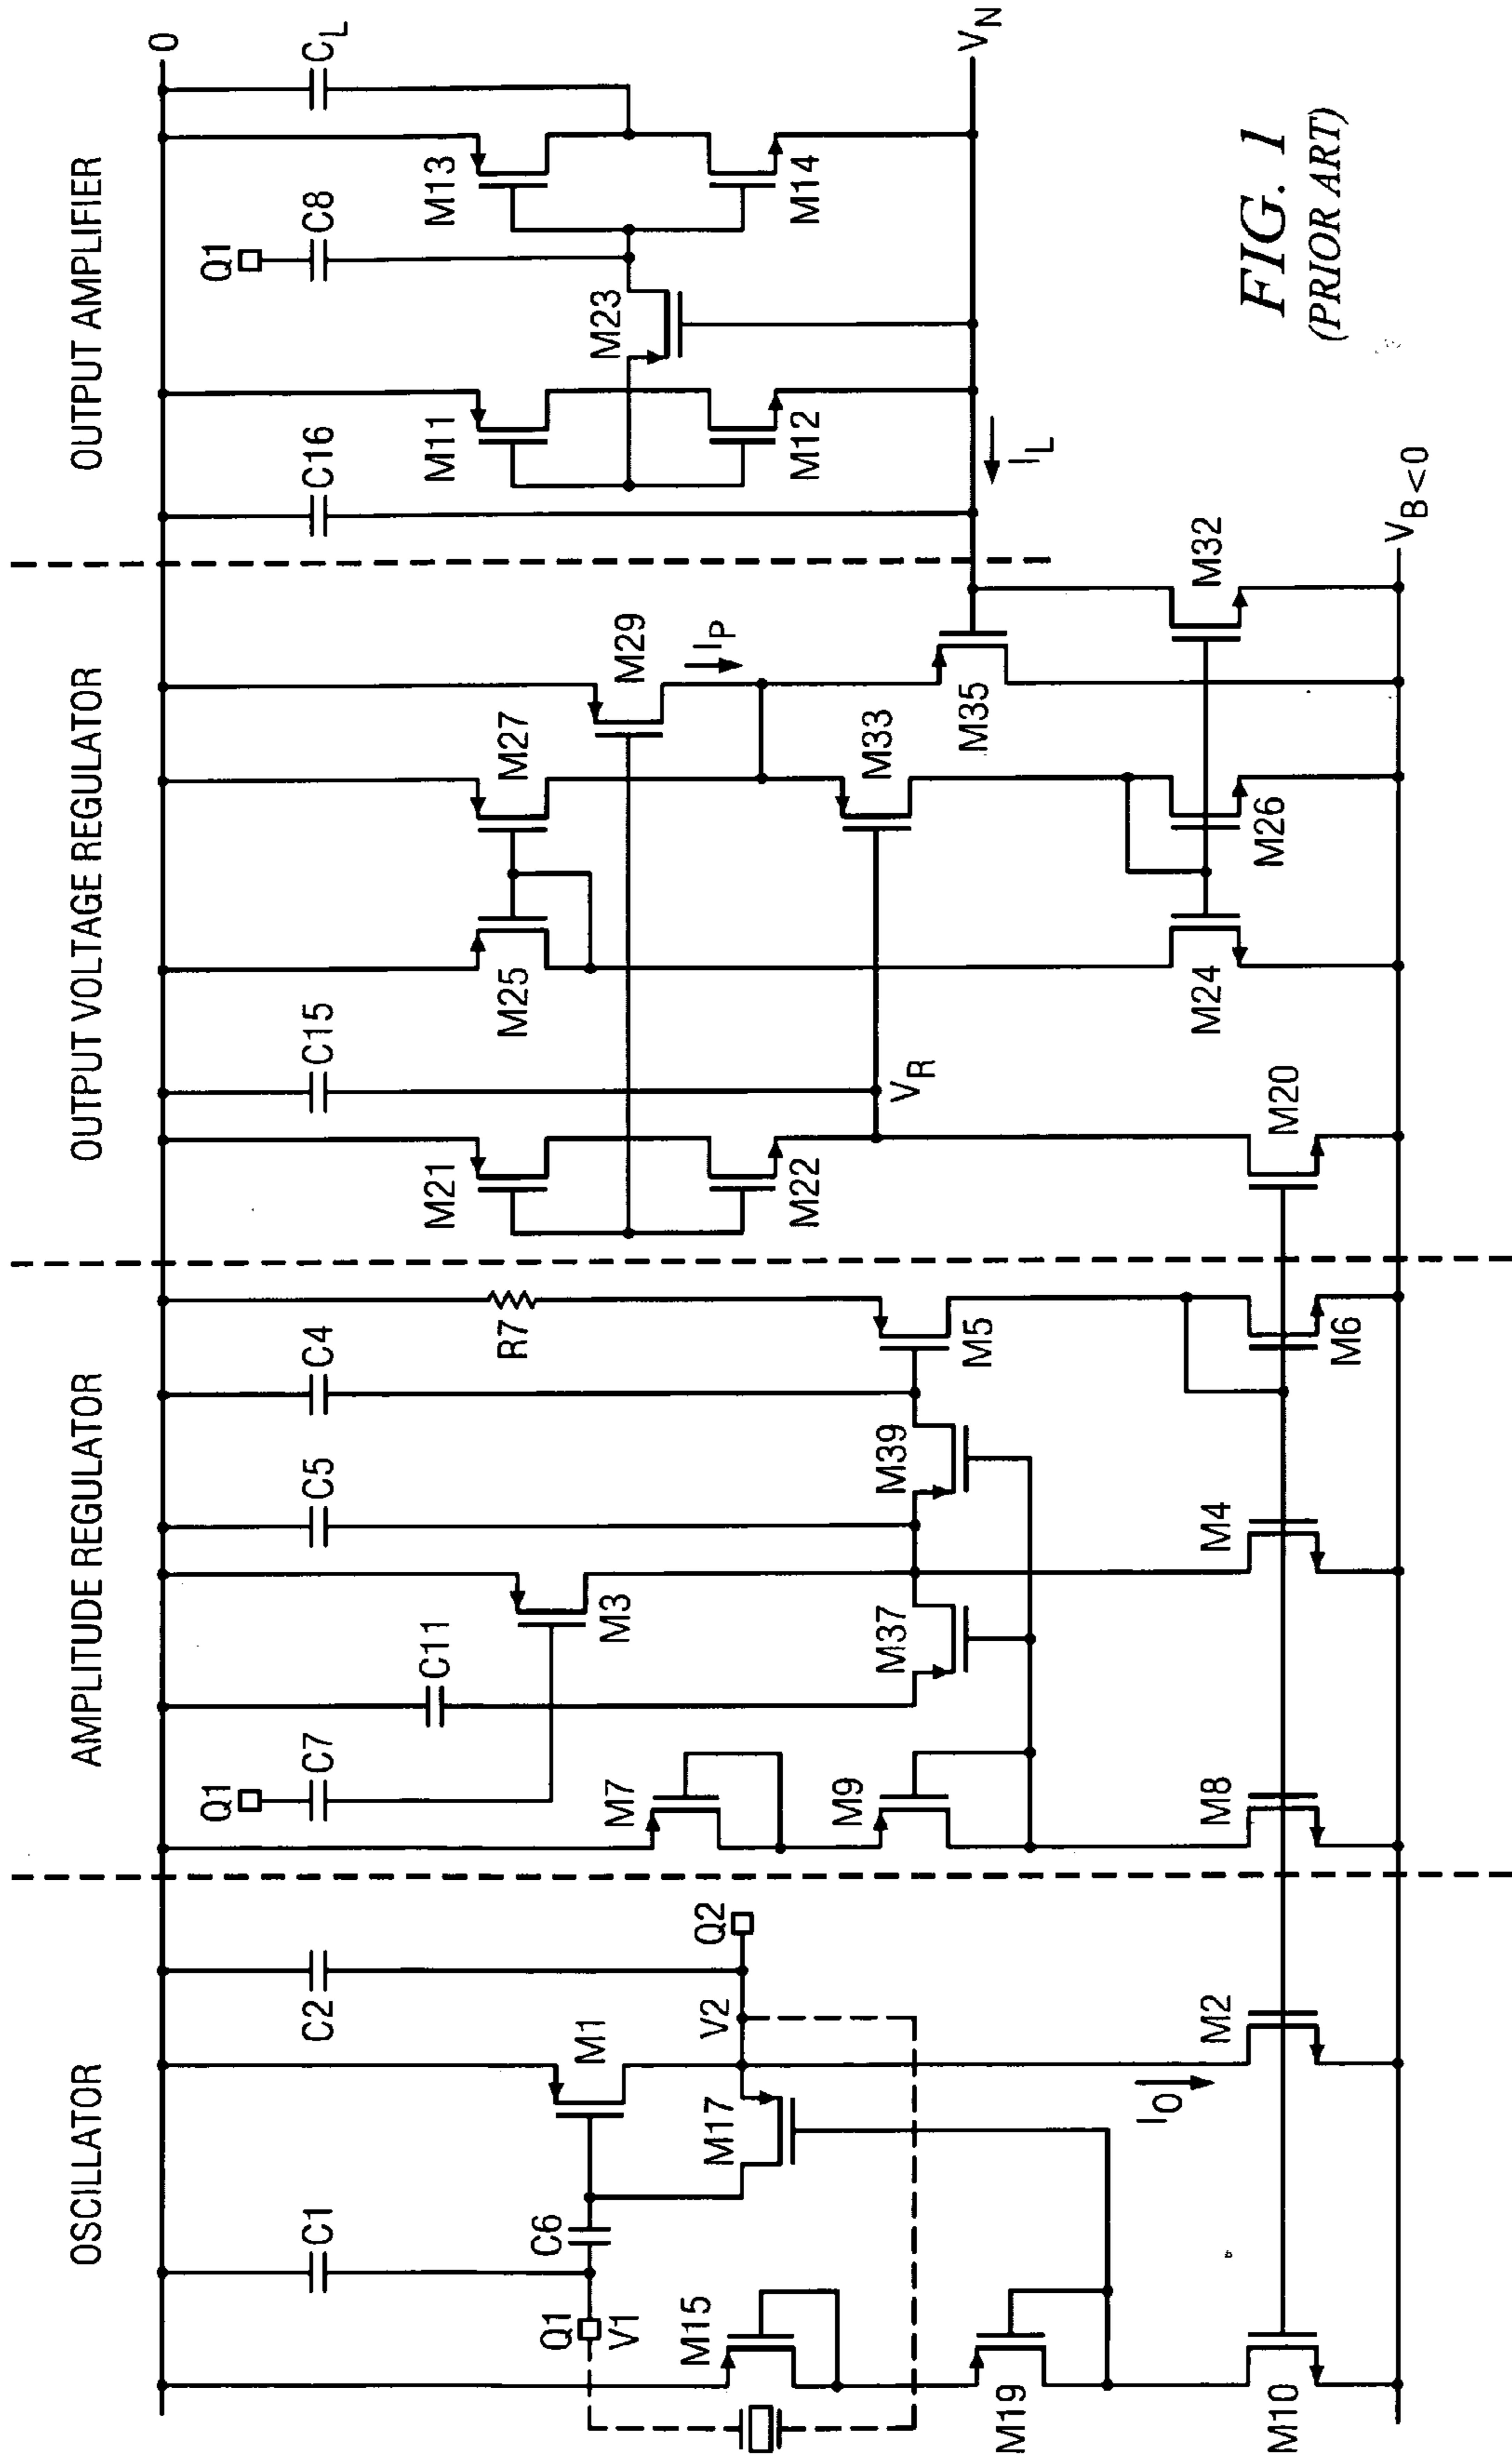 OSCILLATOR
AMPLITUDE REGULATOR
OUTPUT VOLTAGE REGULATOR
OUTPUT AMPLIFIER
0
C1
C2
Q1
C7
C11
C5
C4
C15
C16
Q1
C8
CL
Q1
V1
C6
M1
M15
M17
V2
Q2
M19
IO
M10
M2
M7
M3
M9
M37
M39
R7
M5
M8
M4
M6
M21
M22
VR
M25
M27
M29
IP
M33
M35
M20
M24
M26
M32
M11
M12
M23
M13
M14
VN
IL
VB<0
FIG. 1
(PRIOR ART)